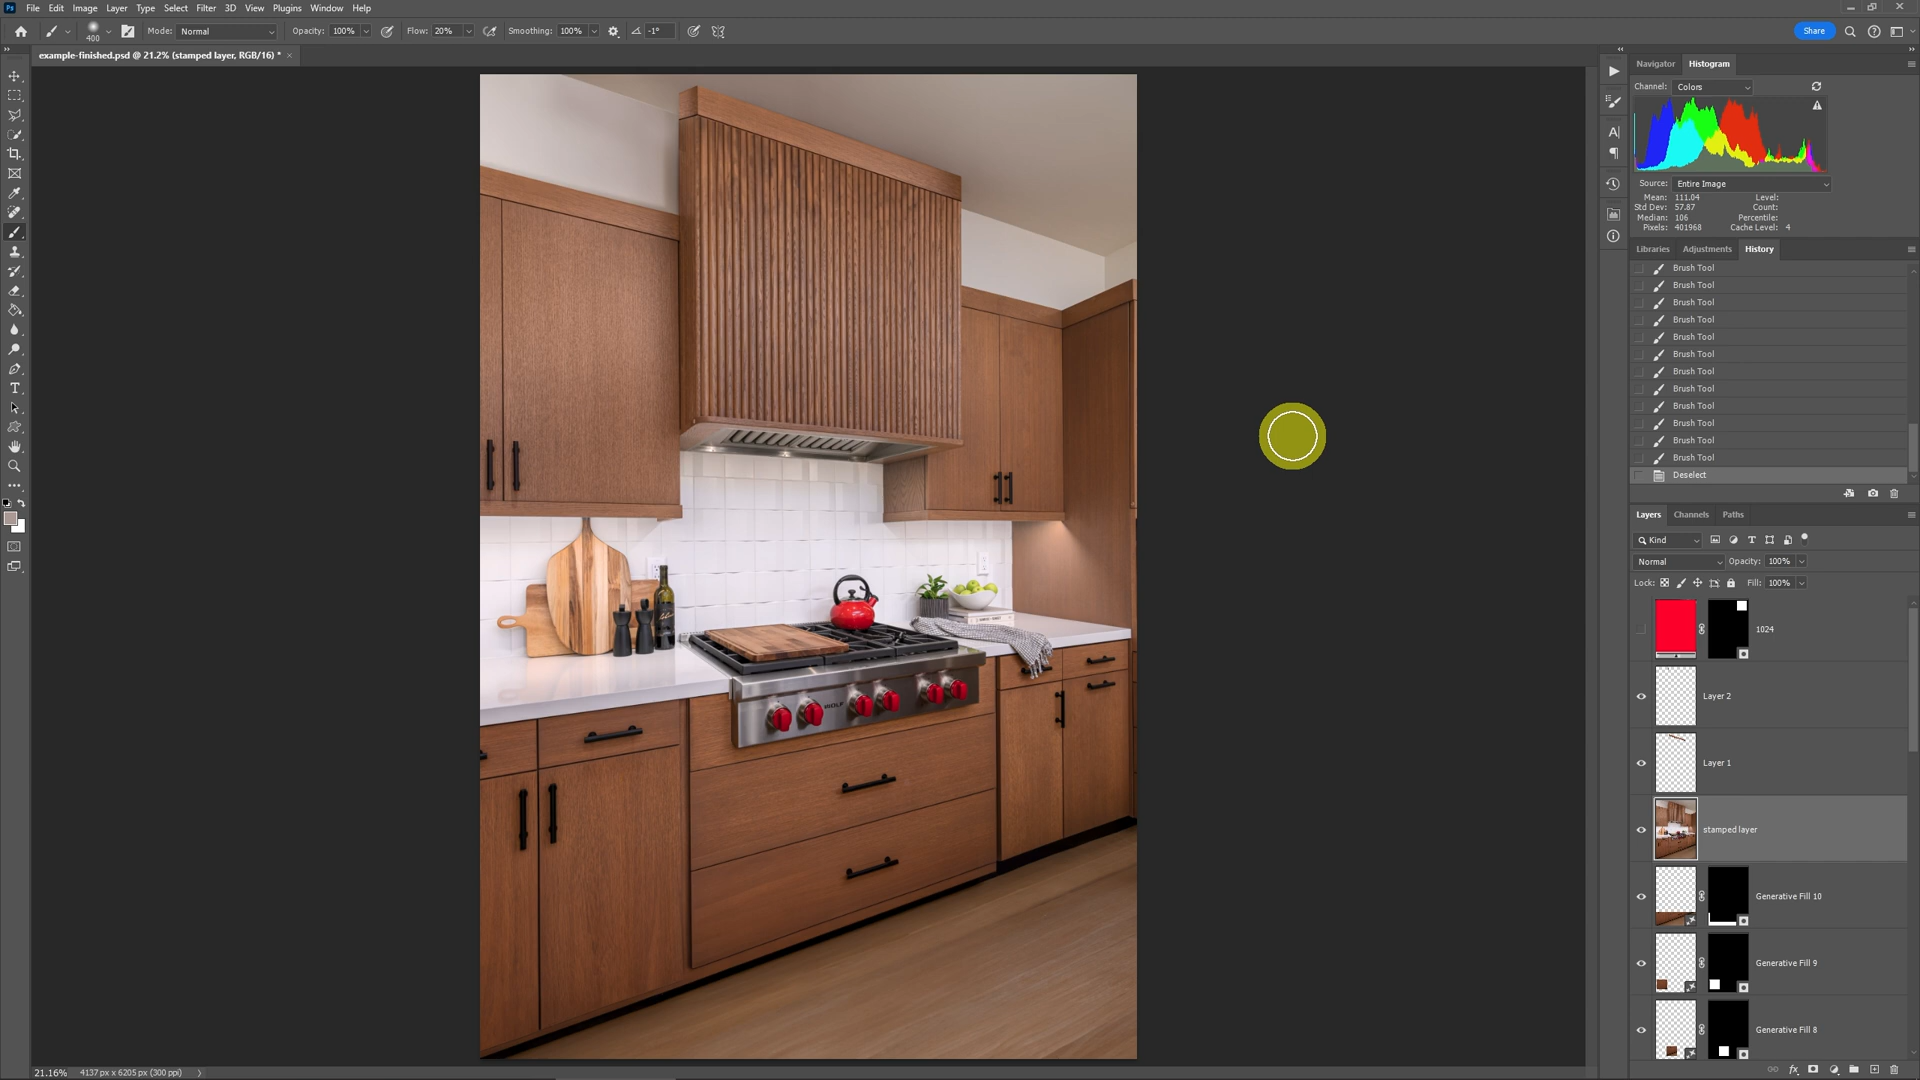 Ps File Edit Image Layer Type Select Filter 3D View Plugins Window Help
400 Mode: Normal Opacity: 100% Flow: 20% Smoothing: 100% -1° Share
example-finished.psd @ 21.2% (stamped layer, RGB/16) *
Navigator Histogram
Channel: Colors
Source: Entire Image
Mean: 111.04 Level:
Std Dev: 57.87 Count:
Median: 106 Percentile:
Pixels: 401968 Cache Level: 4
Libraries Adjustments History
Brush Tool
Brush Tool
Brush Tool
Brush Tool
Brush Tool
Brush Tool
Brush Tool
Brush Tool
Brush Tool
Brush Tool
Brush Tool
Brush Tool
Deselect
Layers Channels Paths
Kind
Normal Opacity: 100%
Lock: Fill: 100%
1024
Layer 2
Layer 1
stamped layer
Generative Fill 10
Generative Fill 9
Generative Fill 8
WOLF
21.16% 4137 px x 6205 px (300 ppi)